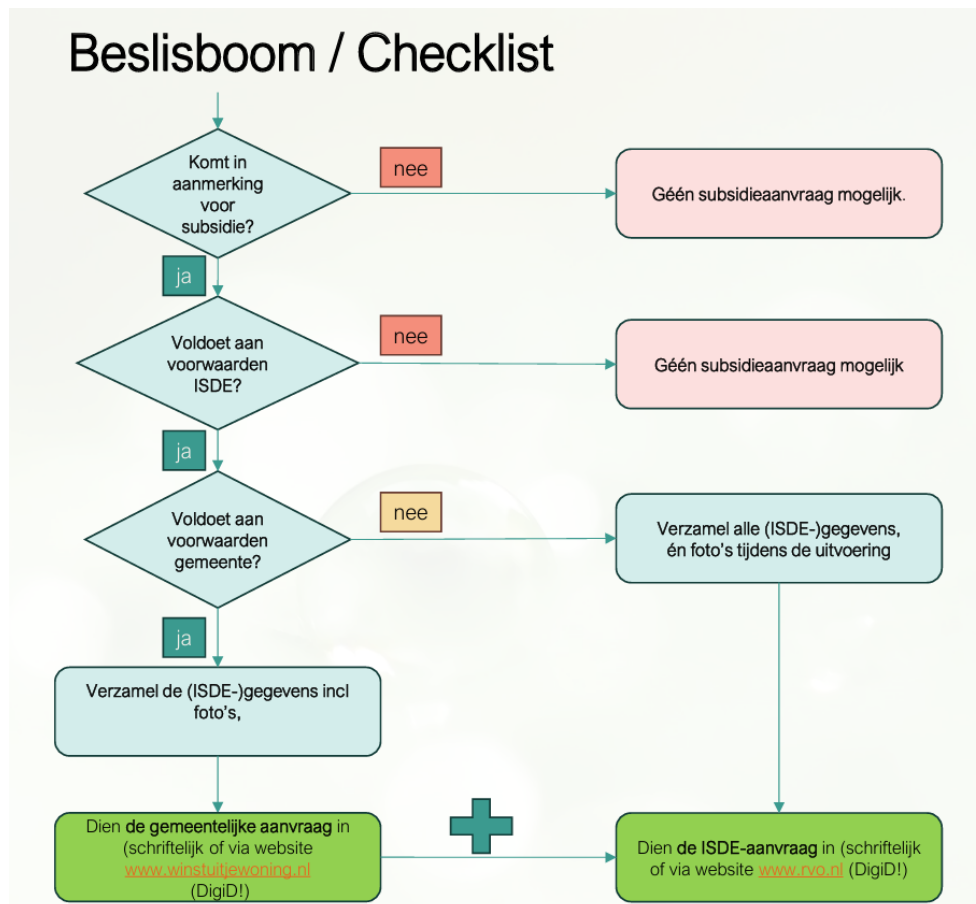 Beslisboom / Checklist
Komt in
aanmerking
voor
subsidie?
nee
Géén subsidieaanvraag mogelijk.
ja
Voldoet aan
voorwaarden
ISDE?
nee
Géén subsidieaanvraag mogelijk
ja
Voldoet aan
voorwaarden
gemeente?
nee
Verzamel alle (ISDE-)gegevens,
én foto's tijdens de uitvoering
ja
Verzamel de (ISDE-)gegevens incl
foto's,
Dien de gemeentelijke aanvraag in
(schriftelijk of via website
www.winstuitjewoning.nl
(DigiD!)
Dien de ISDE-aanvraag in (schriftelijk
of via website www.rvo.nl (DigiD!)